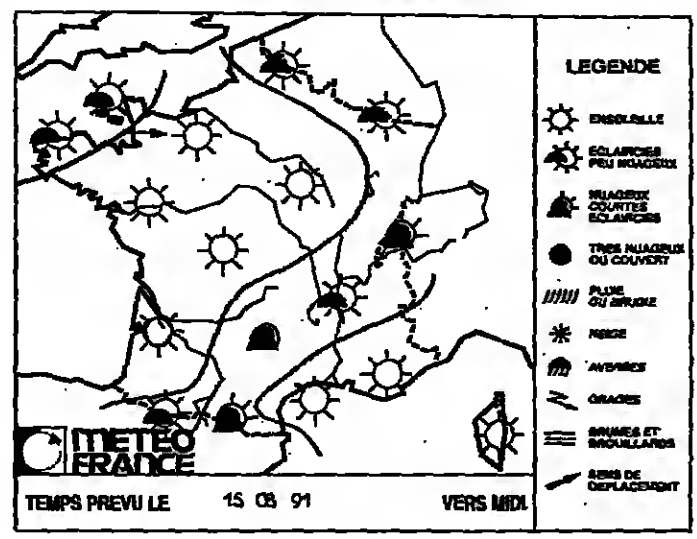 LEGENDE
ENSOLEILLE
ECLAIRCIES
PEU NUAGEUX
NUAGEUX
COURTES
ECLAIRCIES
TRES NUAGEUX
OU COUVERT
PLUIE
OU BRUINE
NEIGE
AVERSES
ORAGES
BRUMES ET
BROUILLARDS
SENS DE
DEPLACEMENT
METEO
FRANCE
TEMPS PREVU LE 15 08 91 VERS MIDI